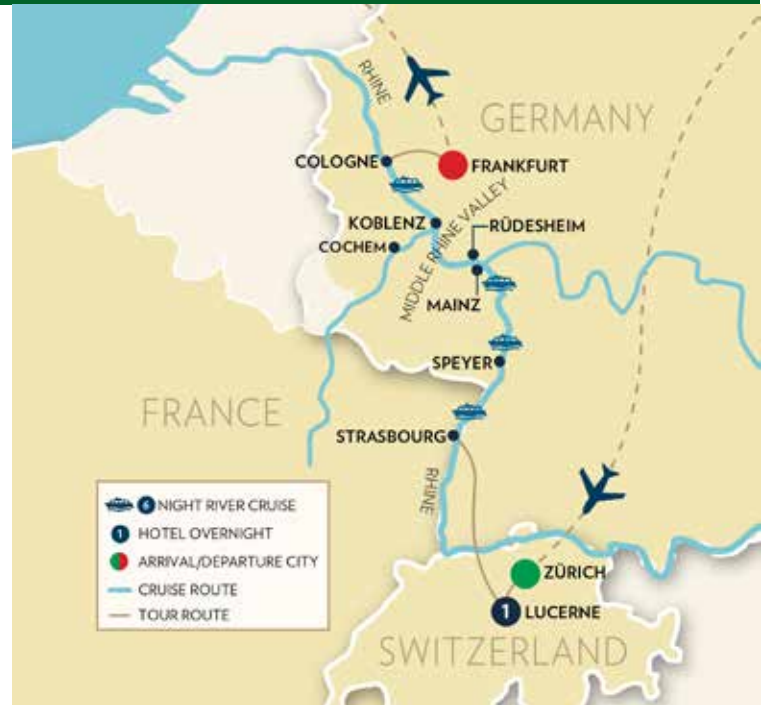 RHINE
GERMANY
COLOGNE
FRANKFURT
KOBLENZ
RÜDESHEIM
COCHEM
MIDDLE RHINE VALLEY
MAINZ
SPEYER
FRANCE
STRASBOURG
RHINE
6 NIGHT RIVER CRUISE
1 HOTEL OVERNIGHT
ARRIVAL/DEPARTURE CITY
CRUISE ROUTE
TOUR ROUTE
ZÜRICH
1 LUCERNE
SWITZERLAND